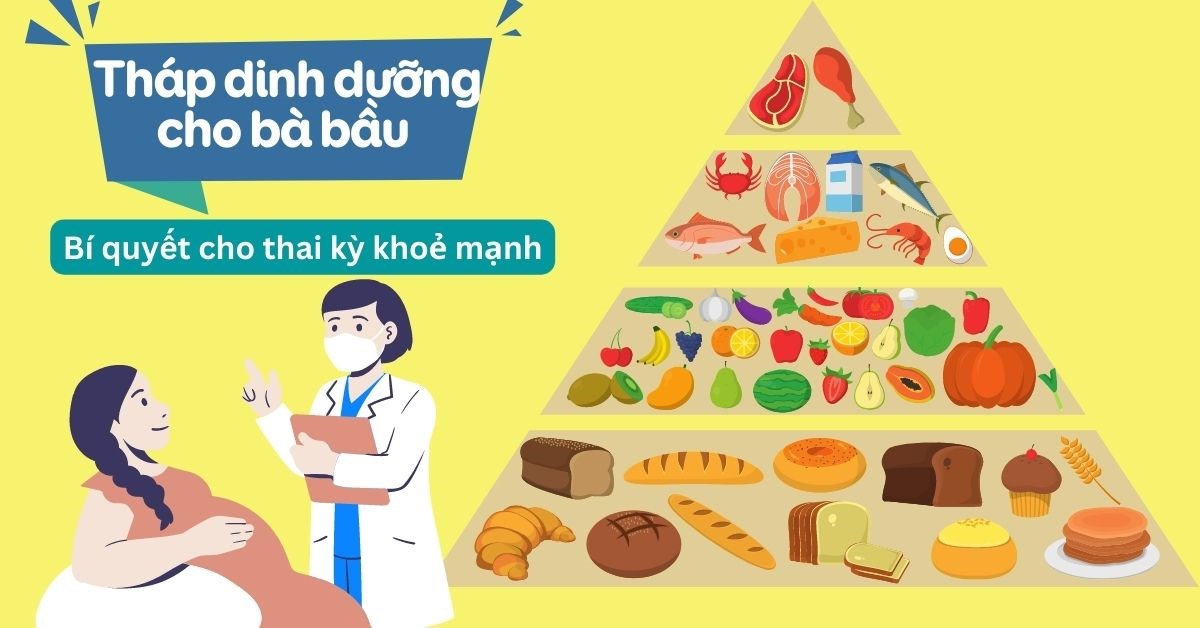 Tháp dinh dưỡng
cho bà bầu
Bí quyết cho thai kỳ khoẻ mạnh